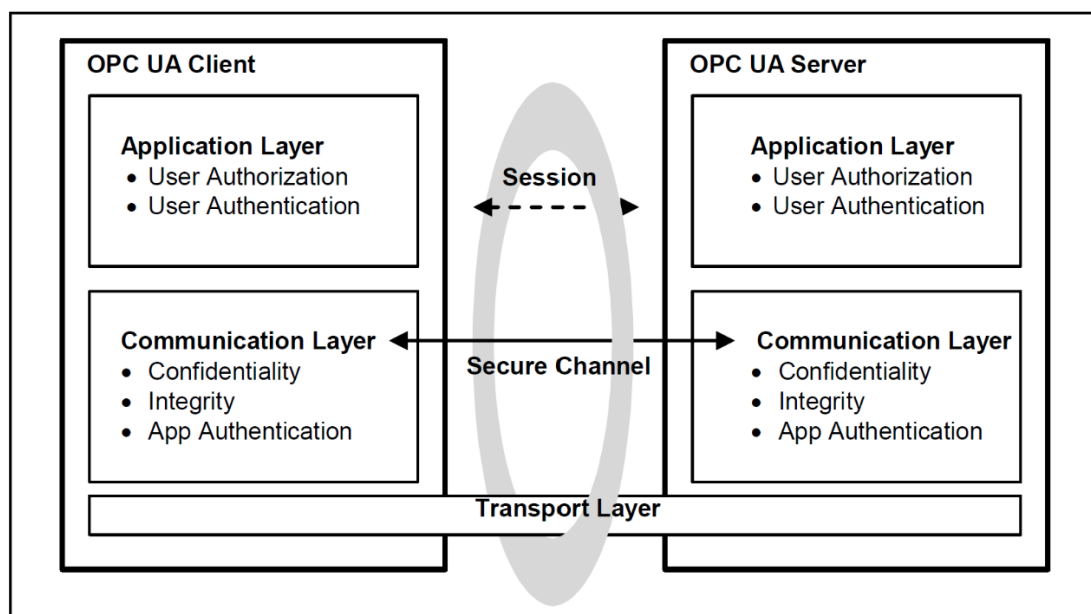 OPC UA Client
Application Layer
• User Authorization
• User Authentication
Communication Layer
• Confidentiality
• Integrity
• App Authentication
Session
Secure Channel
OPC UA Server
Application Layer
• User Authorization
• User Authentication
Communication Layer
• Confidentiality
• Integrity
• App Authentication
Transport Layer